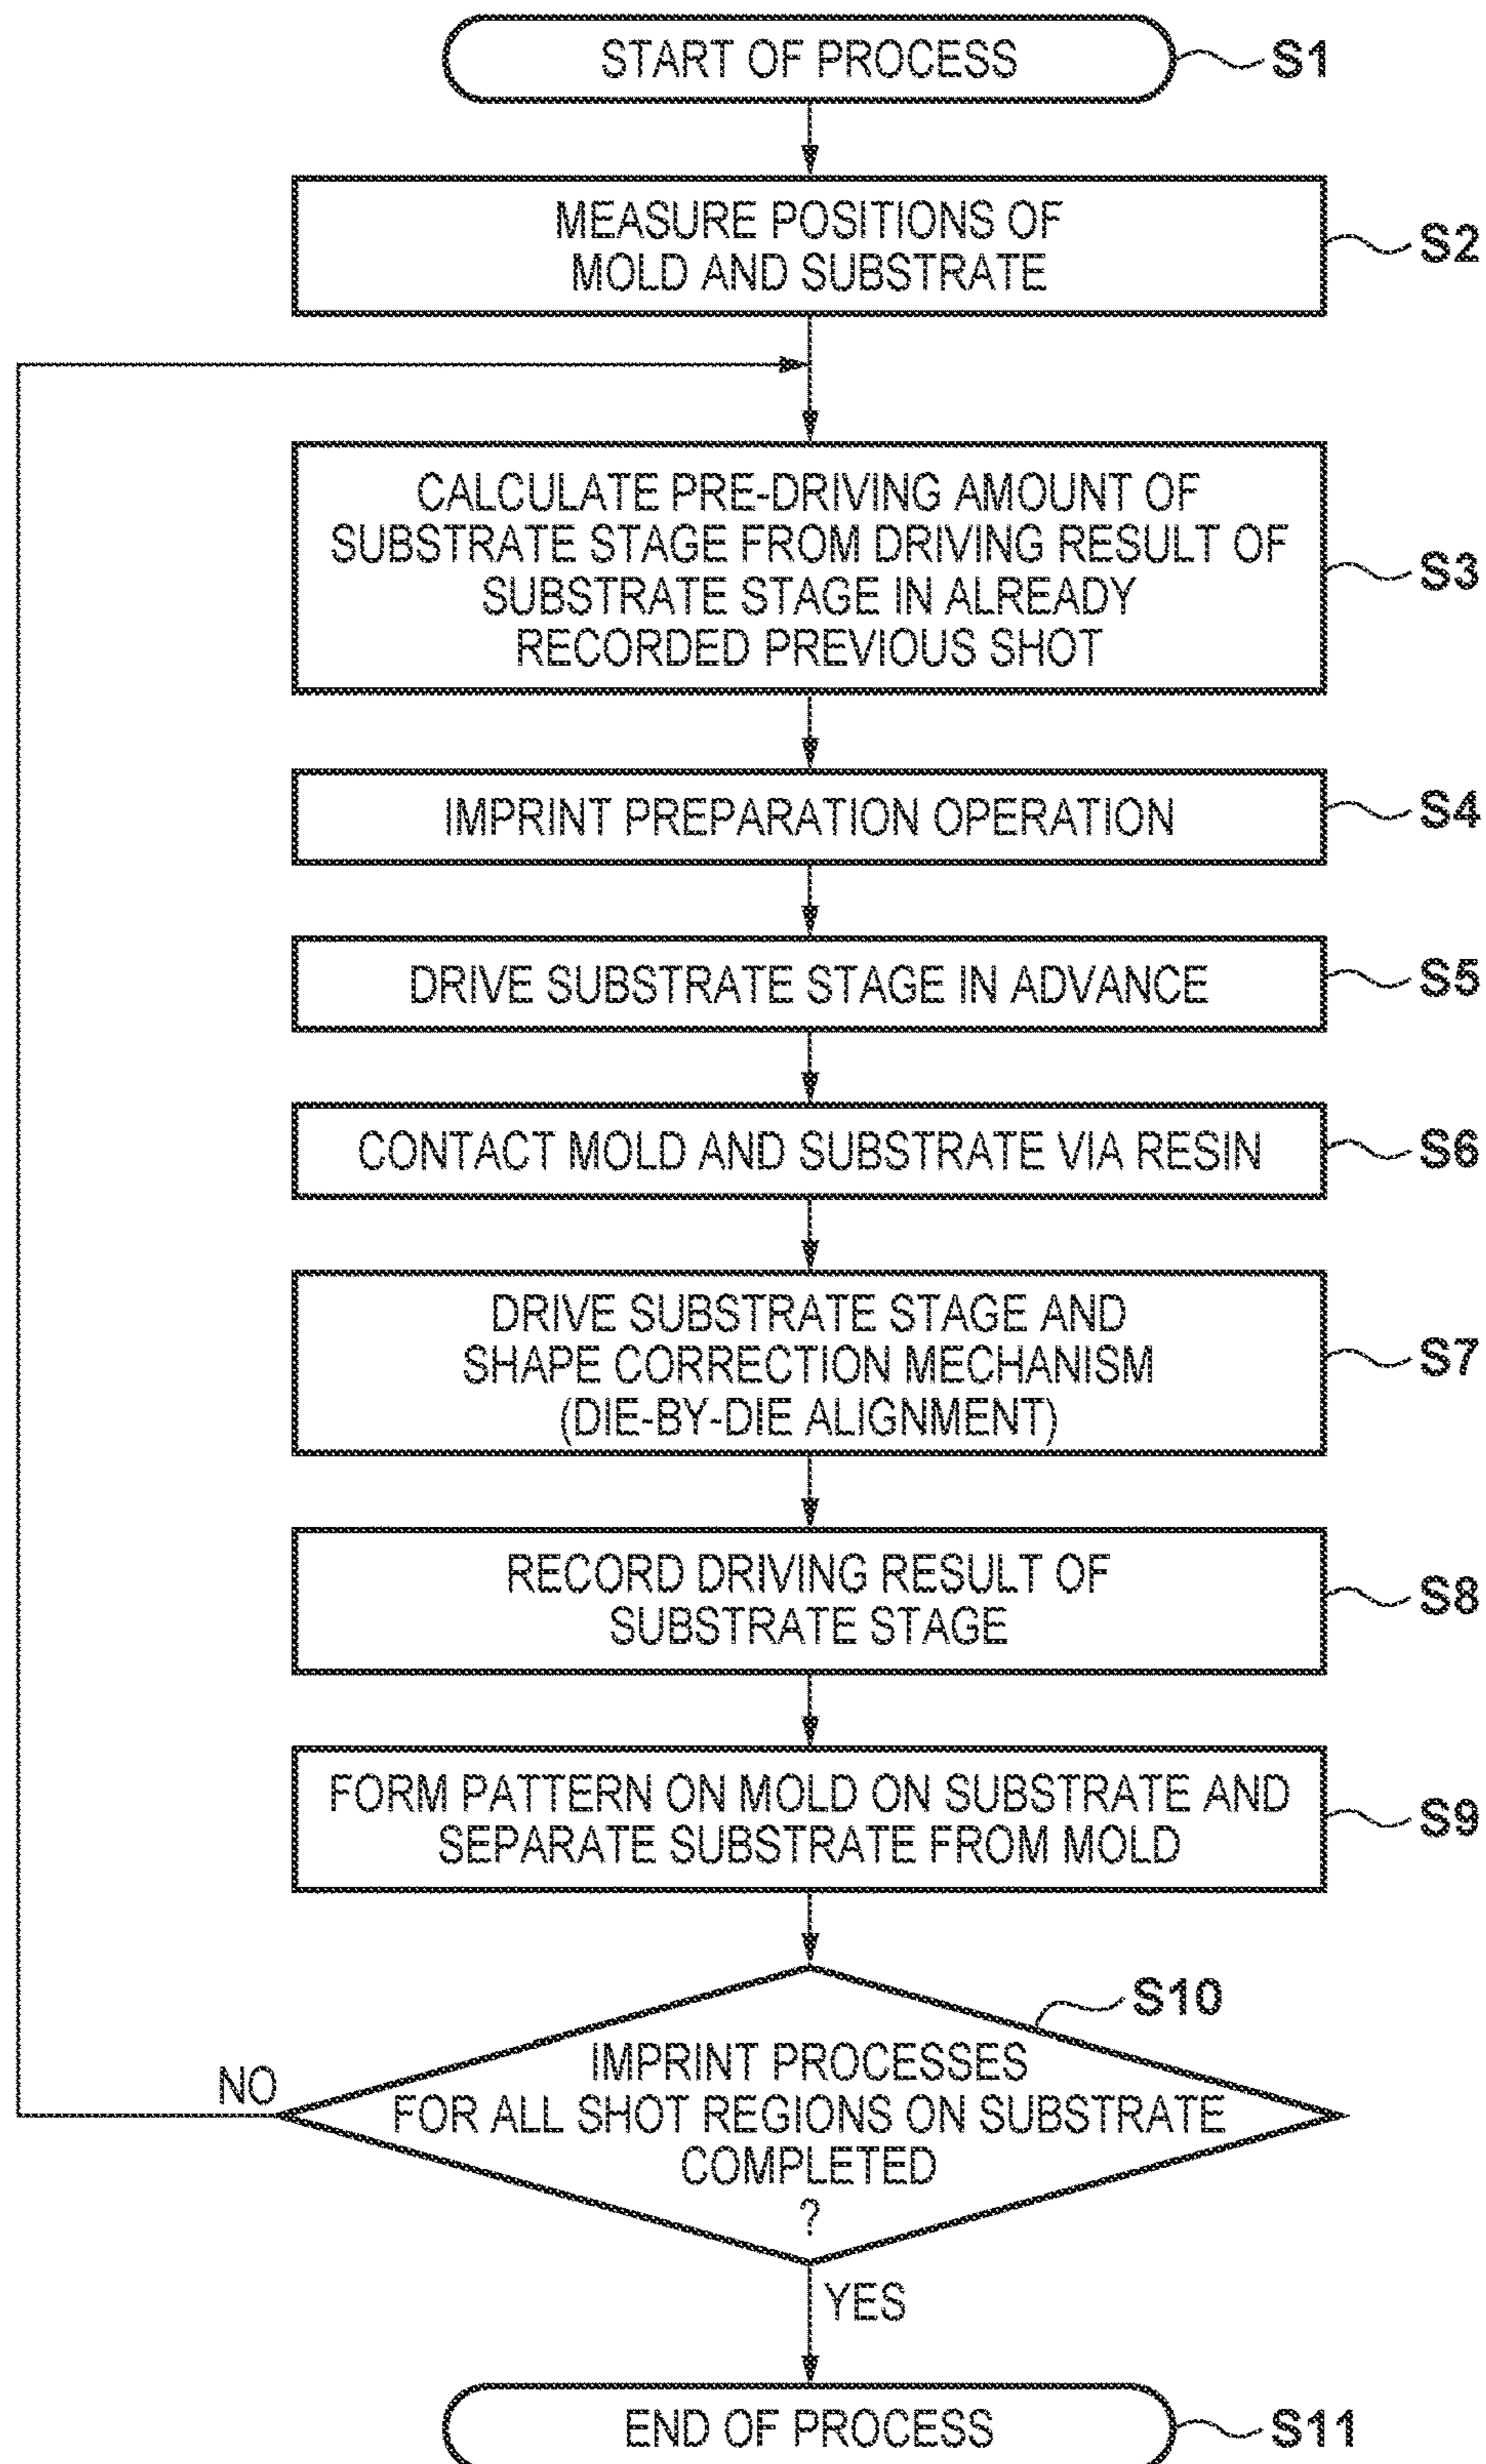 START OF PROCESS
S1
MEASURE POSITIONS OF
MOLD AND SUBSTRATE
S2
CALCULATE PRE-DRIVING AMOUNT OF
SUBSTRATE STAGE FROM DRIVING RESULT OF
SUBSTRATE STAGE IN ALREADY
RECORDED PREVIOUS SHOT
S3
IMPRINT PREPARATION OPERATION
S4
DRIVE SUBSTRATE STAGE IN ADVANCE
S5
CONTACT MOLD AND SUBSTRATE VIA RESIN
S6
DRIVE SUBSTRATE STAGE AND
SHAPE CORRECTION MECHANISM
(DIE-BY-DIE ALIGNMENT)
S7
RECORD DRIVING RESULT OF
SUBSTRATE STAGE
S8
FORM PATTERN ON MOLD ON SUBSTRATE AND
SEPARATE SUBSTRATE FROM MOLD
S9
S10
IMPRINT PROCESSES
FOR ALL SHOT REGIONS ON SUBSTRATE
COMPLETED
?
NO
YES
END OF PROCESS
S11